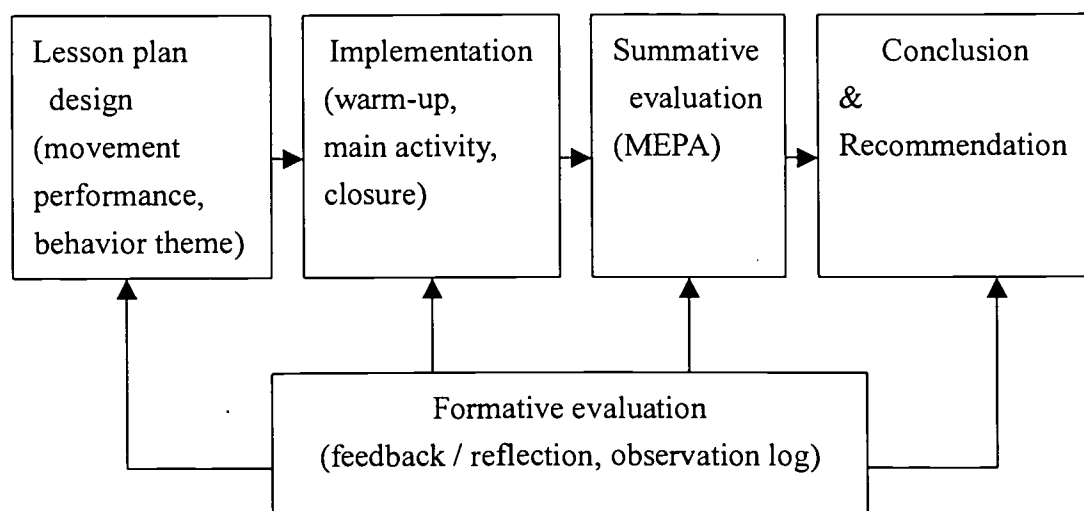 Lesson plan
design
(movement
performance,
behavior theme)
Implementation
(warm-up,
main activity,
closure)
Summative
evaluation
(MEPA)
Conclusion
&
Recommendation
Formative evaluation
(feedback / reflection, observation log)